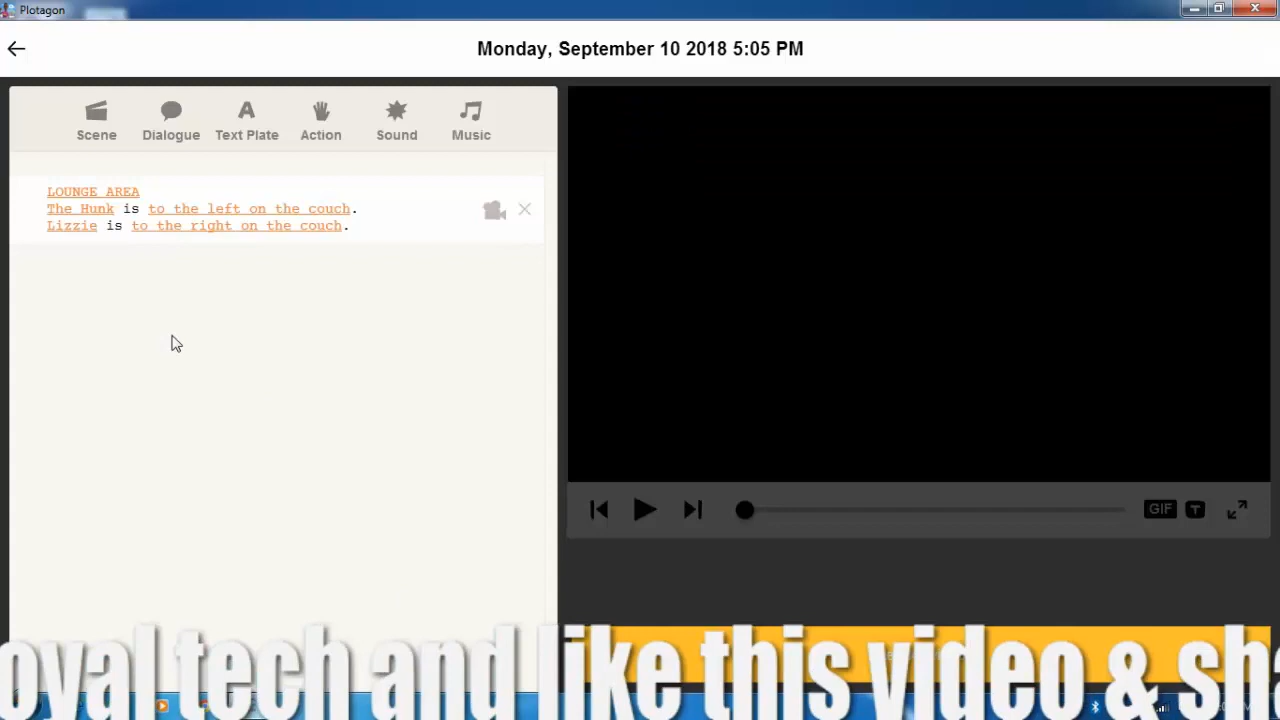 Plotagon
Monday, September 10 2018 5:05 PM
Scene
Dialogue
Text Plate
Action
Sound
Music
LOUNGE AREA
The Hunk is to the left on the couch.
Lizzie is to the right on the couch.
GIF T
oyal tech and like this video & sha